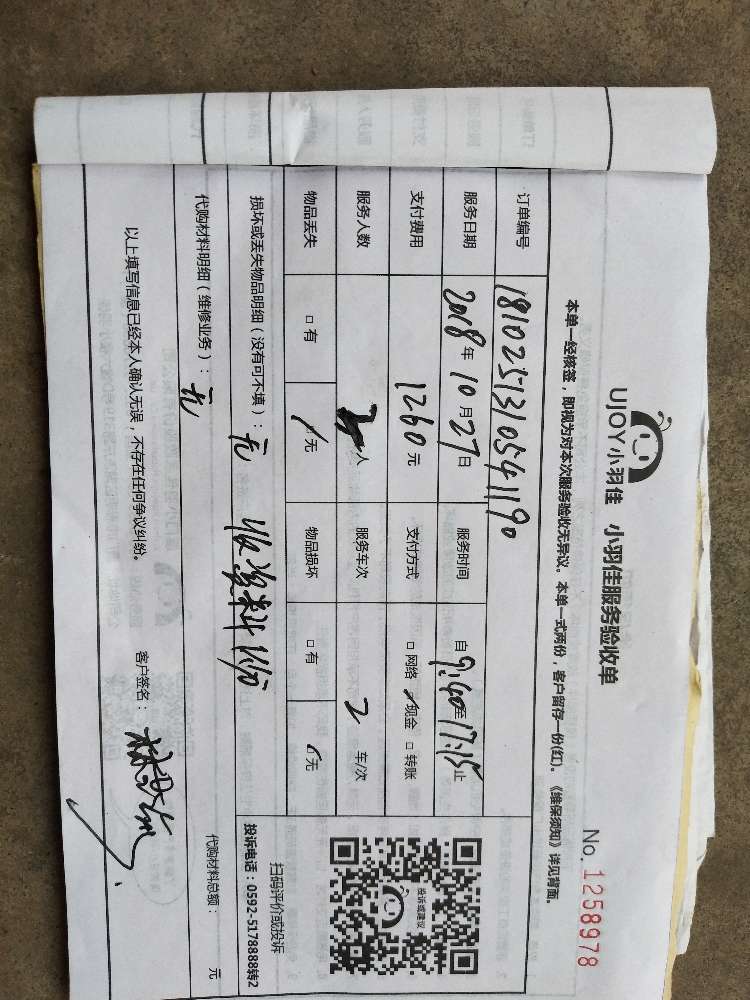 UJOY小羽佳 小羽佳服务验收单
No. 1258978
本单一经核签，即视为对本次服务验收无异议。本单一式两份，客户留存一份(红)。《维保须知》详见背面。
订单编号 18102513105541190
服务日期 2018年10月27日 服务时间 自9:40至17:15止
支付费用 1260元 支付方式 □网络 ✓现金 □转账
服务人数 人 服务车次 2 车/次
物品丢失 □有 ✓无 物品损坏 □有 ✓无
投诉或建议
扫码评价或投诉
投诉电话：0592-5178888转2
损坏或丢失物品明细（没有可不填）：无 收资料1份
代购材料明细（维修业务）：无 代购材料总额： 元
以上填写信息已经本人确认无误，不存在任何争议纠纷。 客户签名：